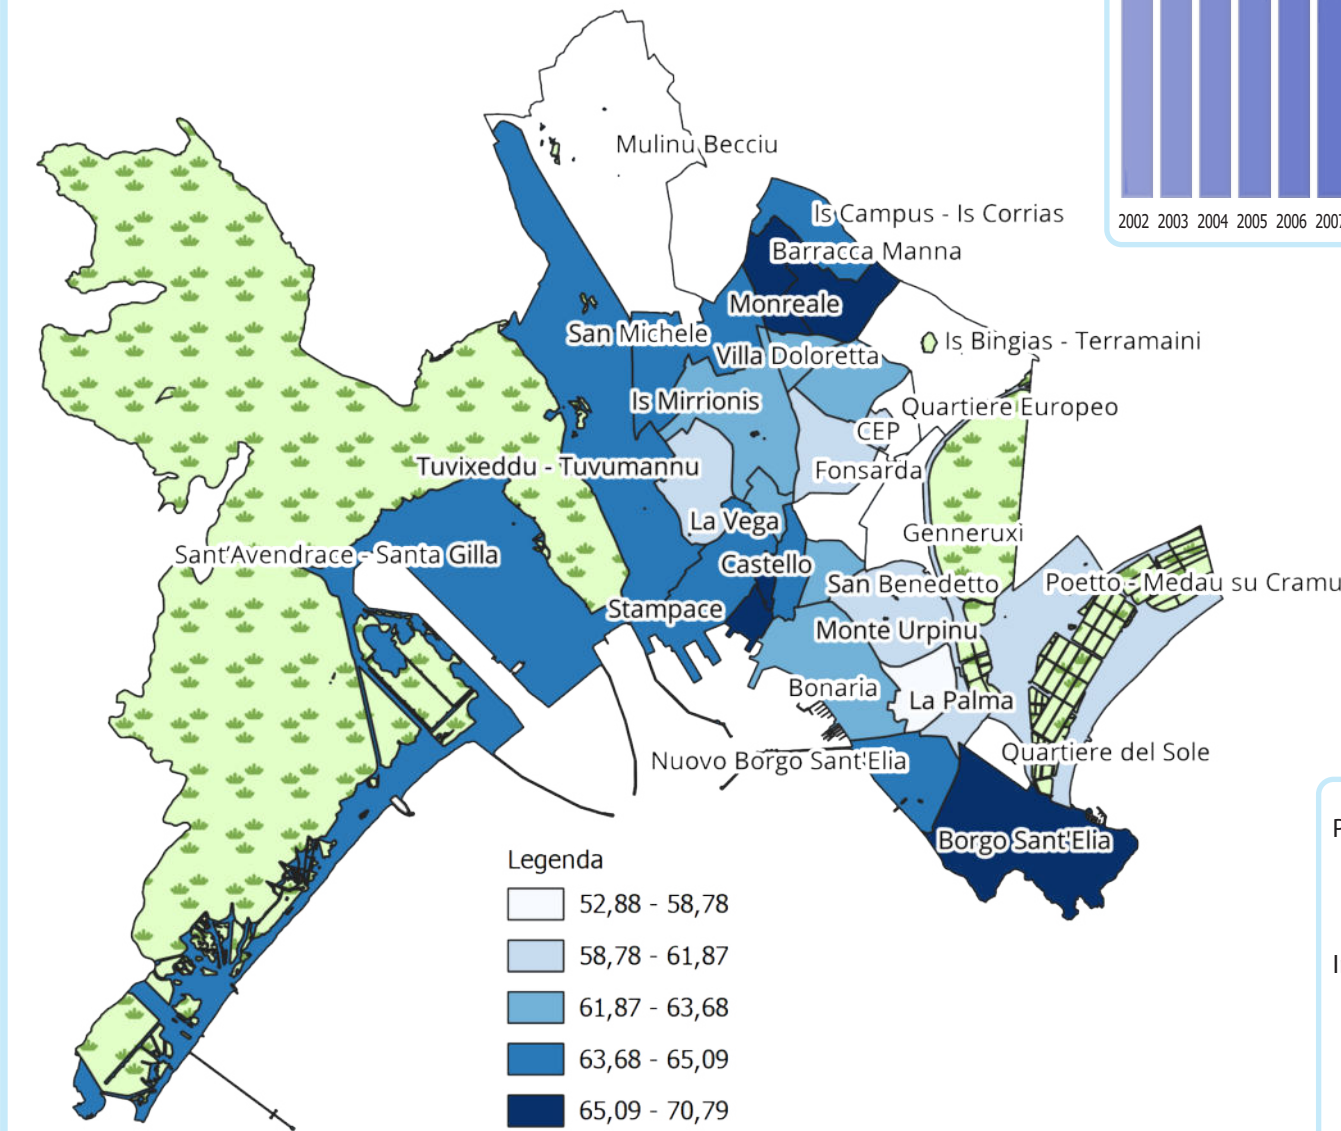 Mulinu Becciu
2002 2003 2004 2005 2006
Is Campus - Is Corrias
Barracca Manna
Monreale
San Michele
Is Bingias - Terramaini
Villa Doloretta
Is Mirrionis
Quartiere Europeo
CEP
Tuvixeddu - Tuvumannu
Fonsarda
La Vega
Genneruxi
Sant'Avendrace - Santa Gilla
Castello
San Benedetto
Poetto - Medau su Cramu
Stampace
Monte Urpinu
Bonaria
La Palma
Quartiere del Sole
Nuovo Borgo Sant'Elia
Borgo Sant'Elia
Legenda
52,88 - 58,78
58,78 - 61,87
61,87 - 63,68
63,68 - 65,09
65,09 - 70,79